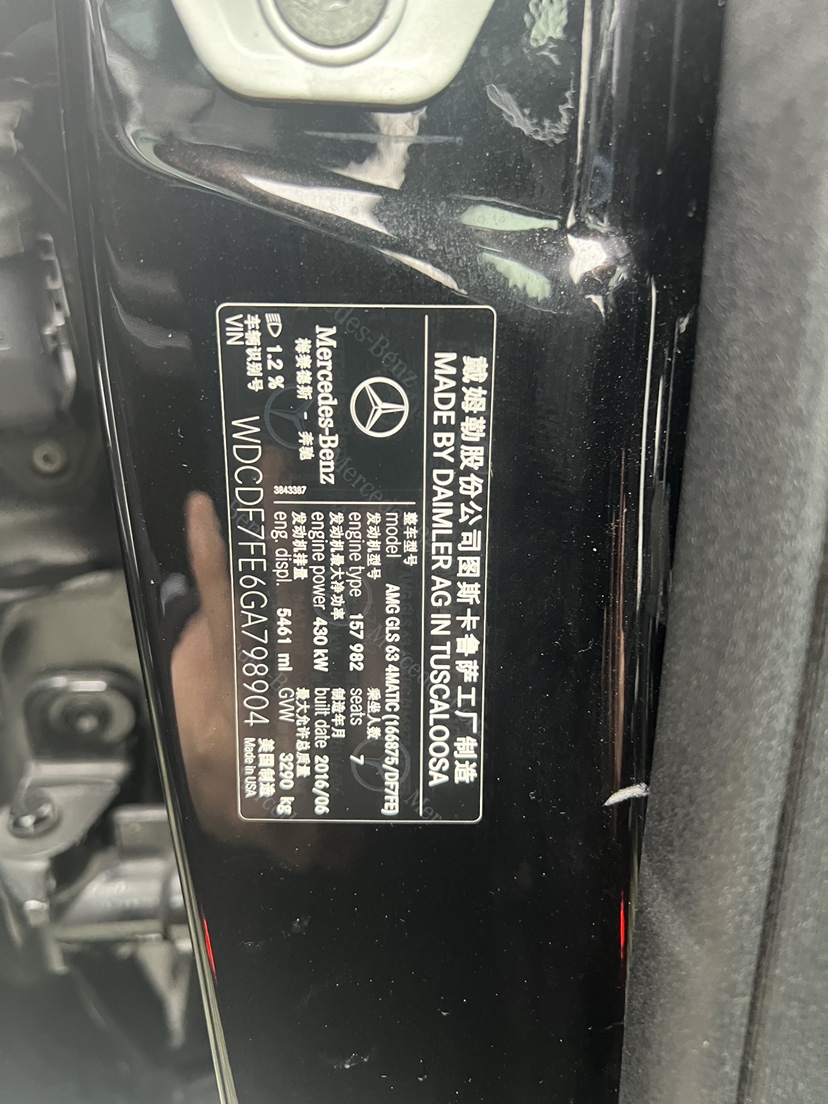 戴姆勒股份公司图斯卡鲁萨工厂制造
MADE BY DAIMLER AG IN TUSCALOOSA
Mercedes-Benz
梅赛德斯 - 奔驰
3843387
1.2 %
整车型号
model AMG GLS 63 4MATIC (166875/DF7FE)
发动机型号 乘坐人数
engine type 157 982 seats 7
发动机最大净功率 制造年月
engine power 430 kW built date 2016/06
发动机排量 最大允许总质量
eng. displ. 5461 ml GVW 3290 kg
车辆识别号
VIN WDCDF7FE6GA798904
美国制造
Made in USA